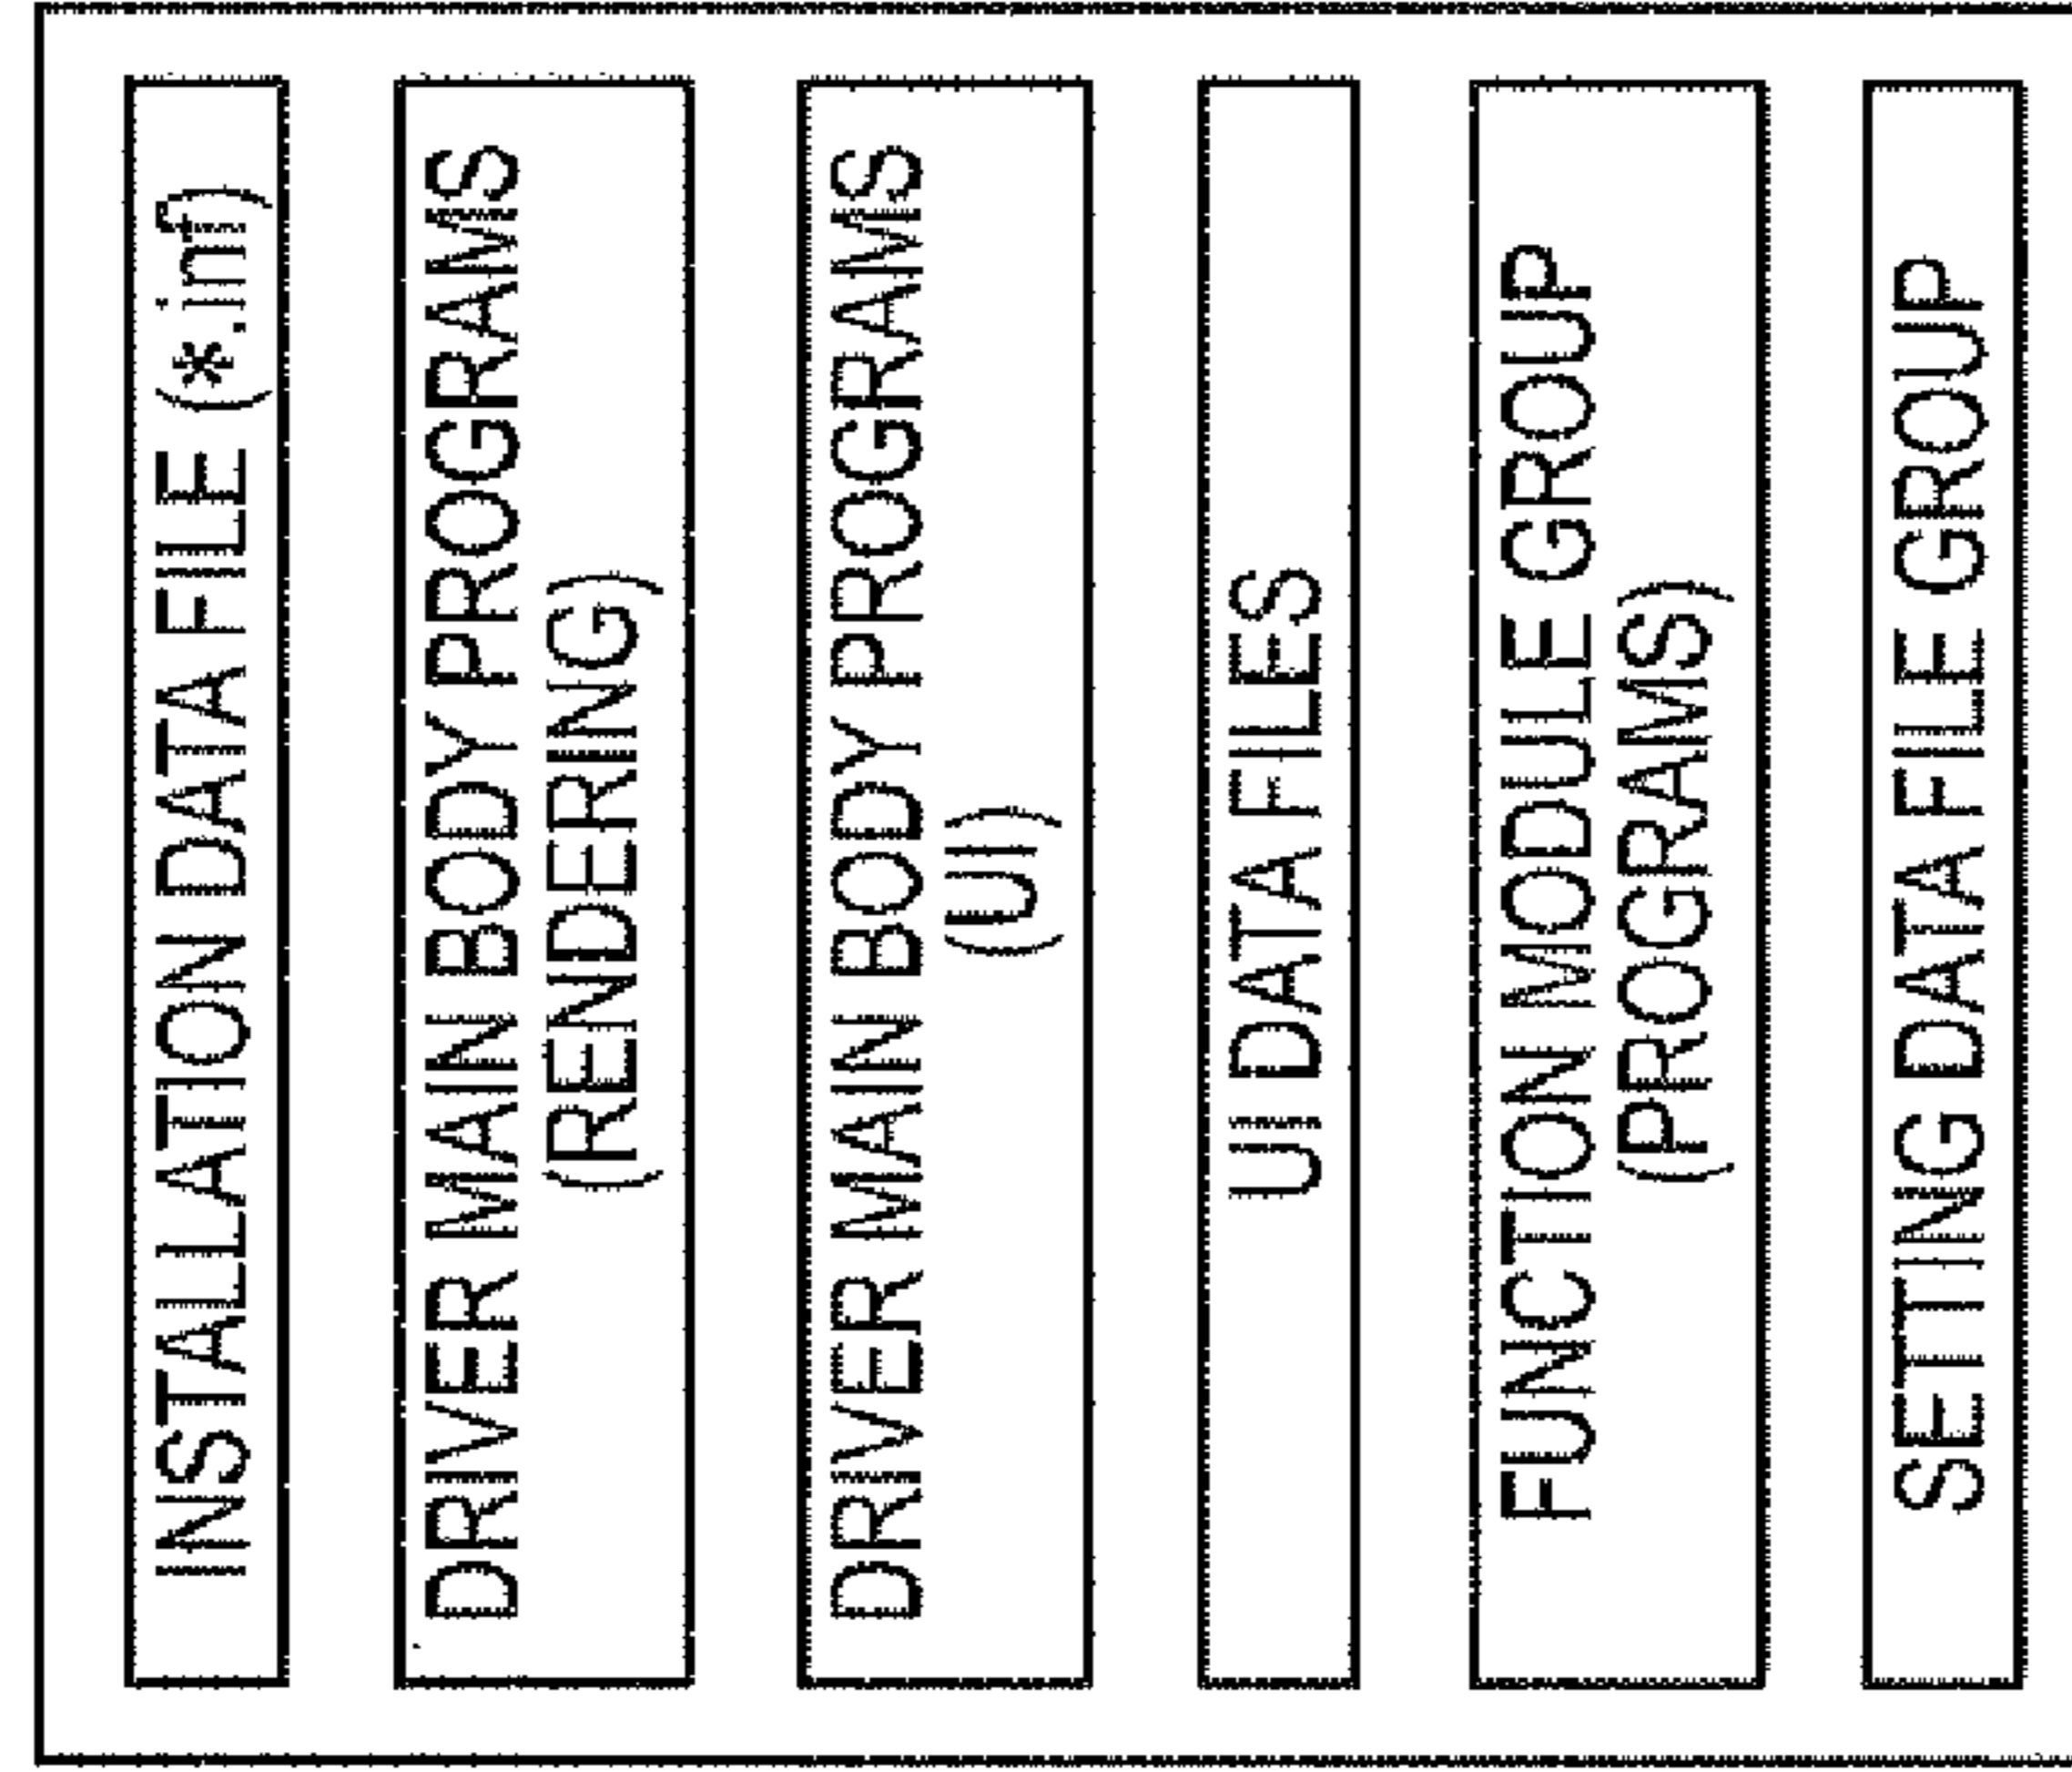 INSTALLATION DATA FILE (*.inf)
DRIVER MAIN BODY PROGRAMS
(RENDERING)
DRIVER MAIN BODY PROGRAMS
(UI)
UI DATA FILES
FUNCTION MODULE GROUP
(PROGRAMS)
SETTING DATA FILE GROUP